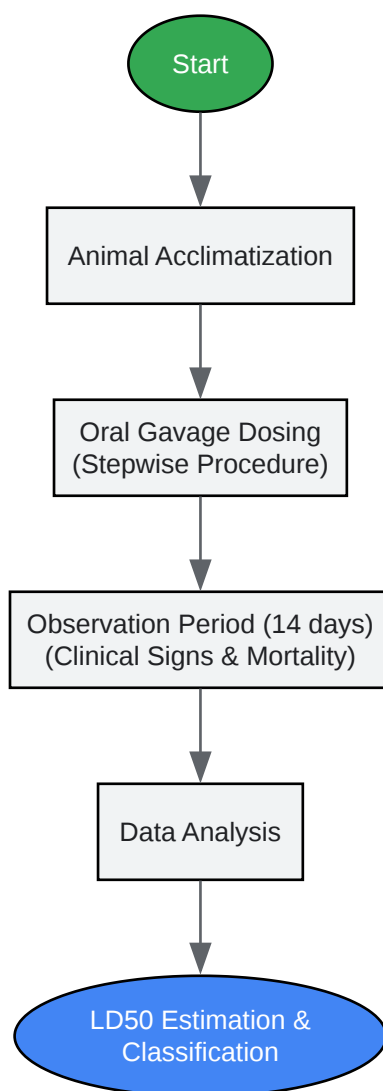 Start
Animal Acclimatization
Oral Gavage Dosing
(Stepwise Procedure)
Observation Period (14 days)
(Clinical Signs & Mortality)
Data Analysis
LD50 Estimation &
Classification